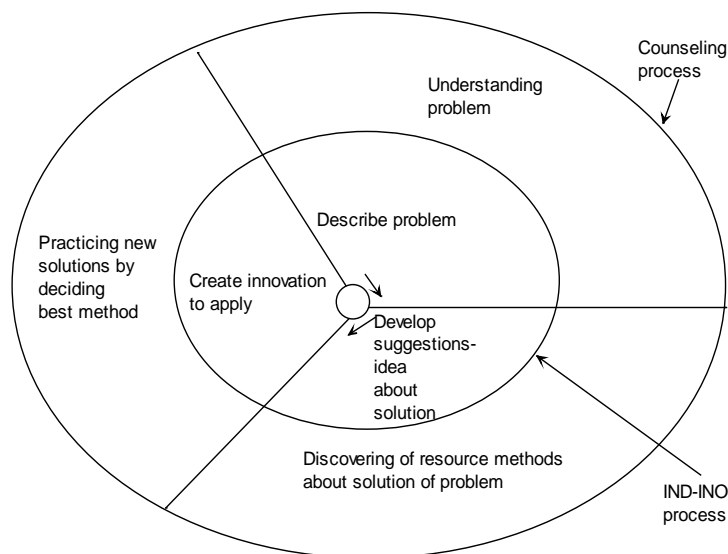 Counseling
process
Understanding
problem
Describe problem
Practicing new
solutions by
deciding
best method
Create innovation
to apply
Develop
suggestions-
idea
about
solution
Discovering of resource methods
about solution of problem
IND-INO
process